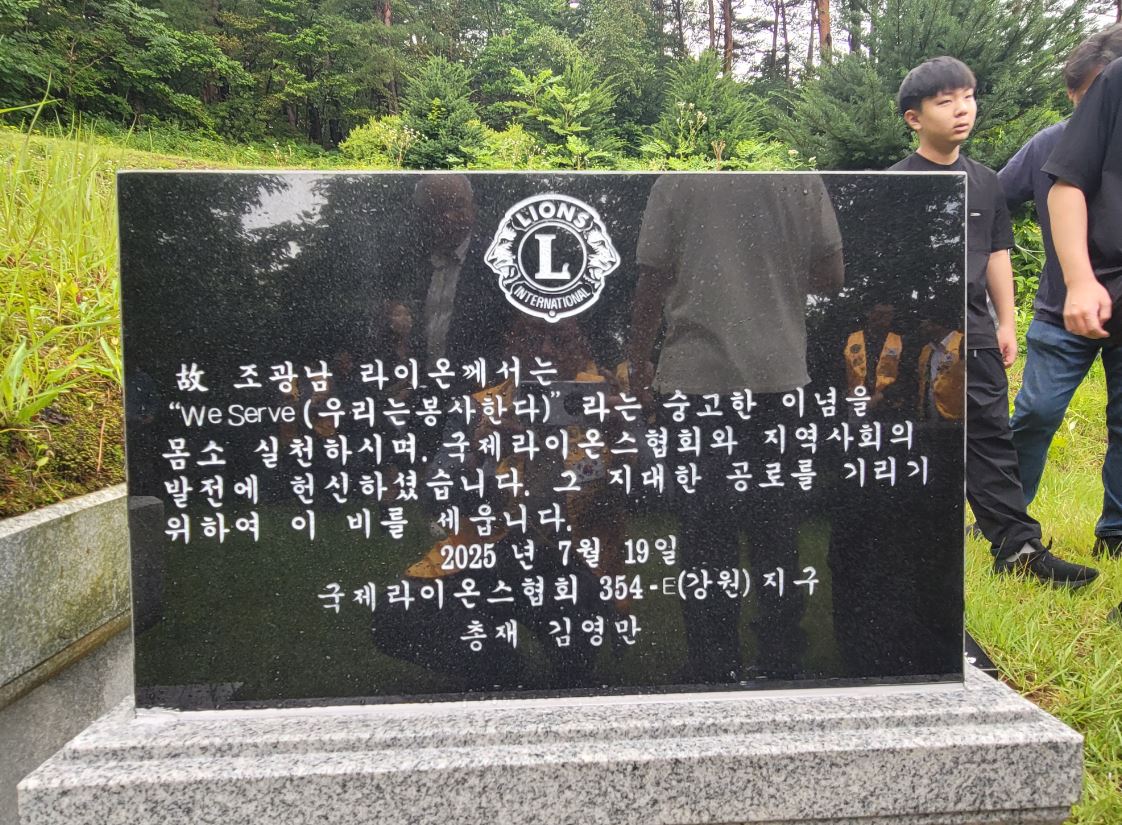 LIONS
L
INTERNATIONAL
故 조광남 라이온께서는
“We Serve (우리는봉사한다)” 라는 숭고한 이념을
몸소 실천하시며, 국제라이온스협회와 지역사회의
발전에 헌신하셨습니다. 그 지대한 공로를 기리기
위하여 이 비를 세웁니다.
2025 년 7월 19일
국제라이온스협회 354-E(강원) 지구
총재 김영만